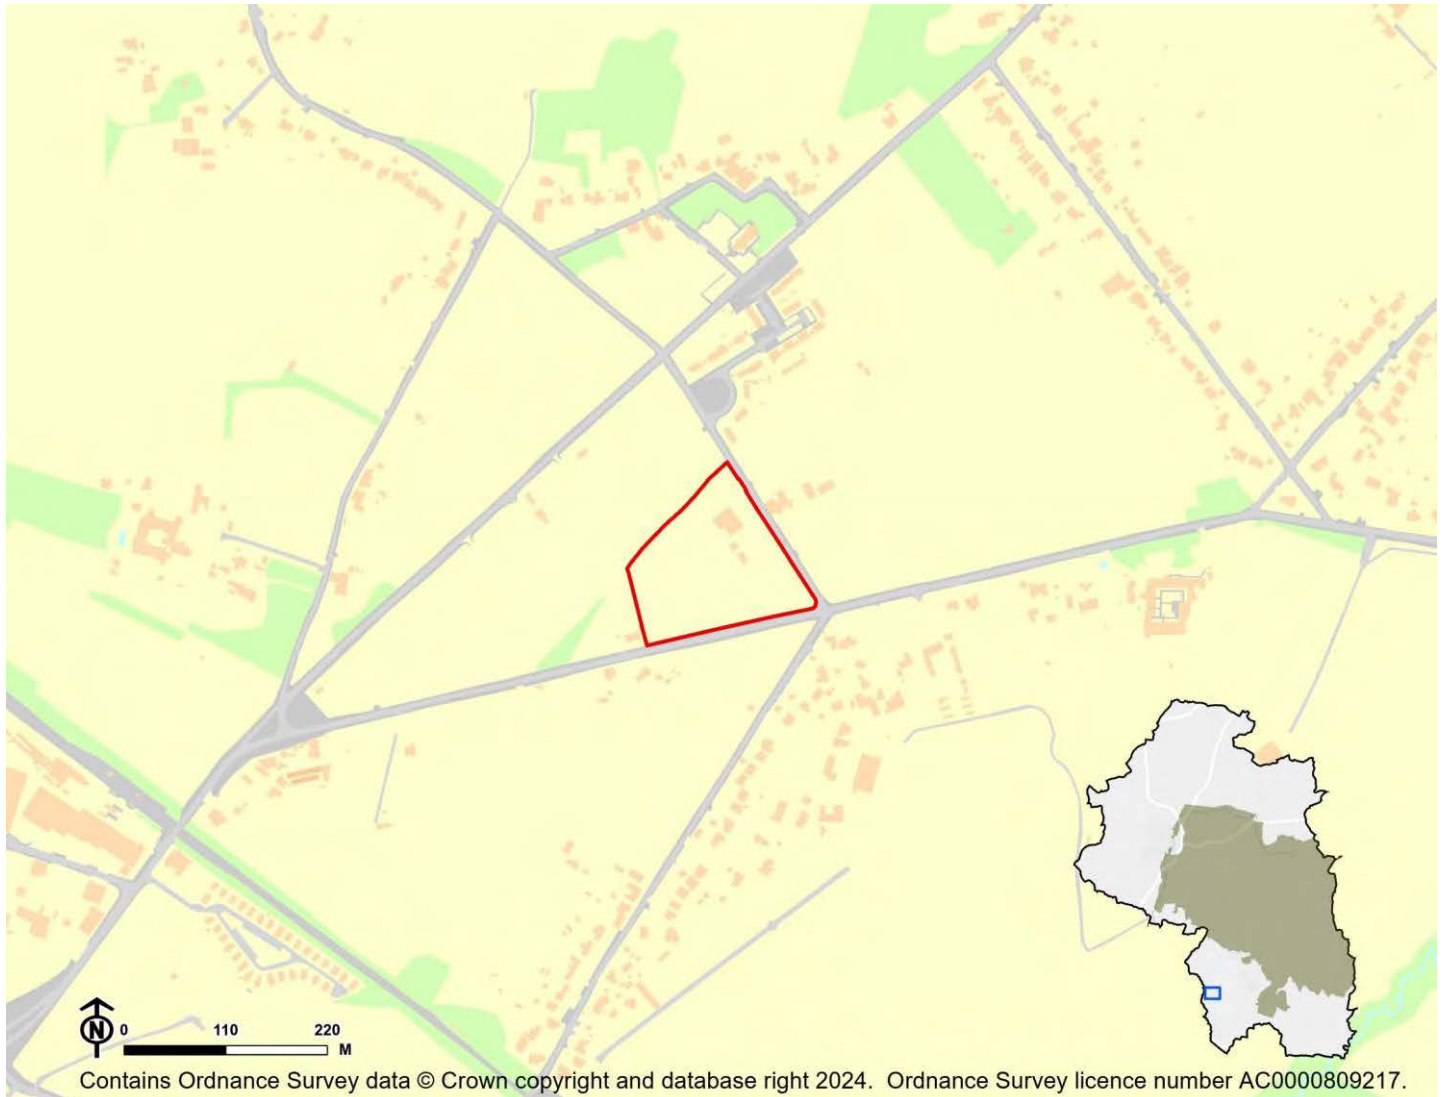 N 0 110 220
M
Contains Ordnance Survey data © Crown copyright and database right 2024. Ordnance Survey licence number AC0000809217.